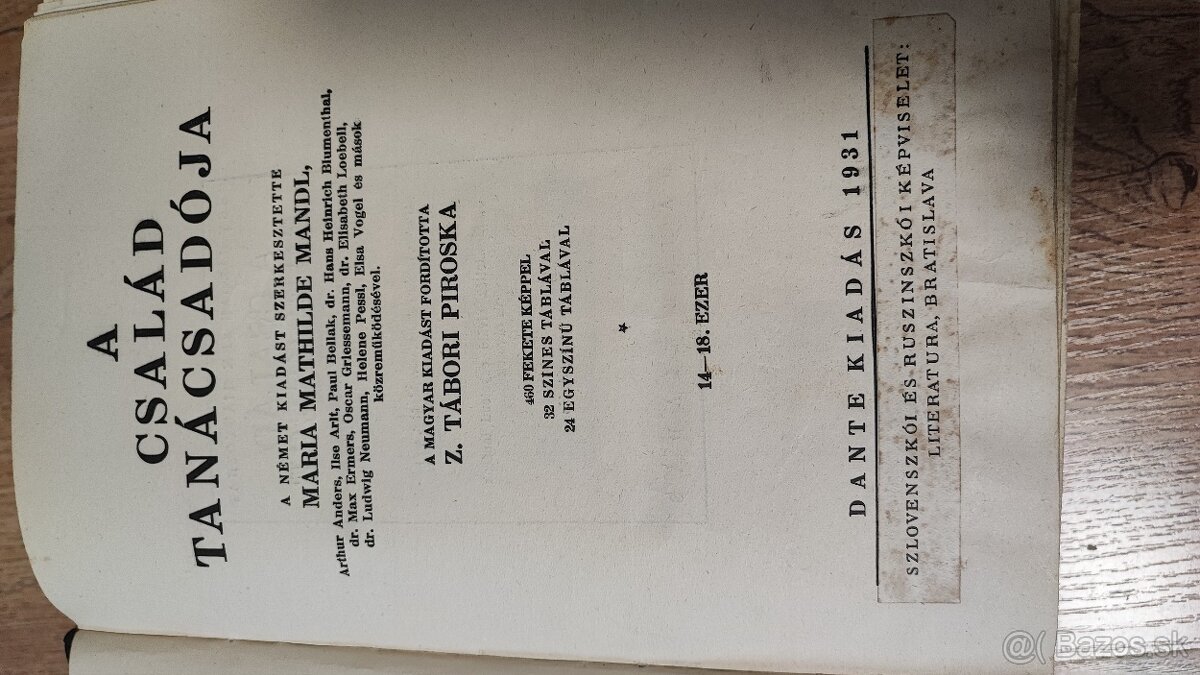 A
CSALÁD
TANÁCSADÓJA
A NÉMET KIADÁST SZERKESZTETTE
MARIA MATHILDE MANDL,
Arthur Anders, Ilse Arlt, Paul Bellak, dr. Hans Heinrich Blumenthal,
dr. Max Ermers, Oscar Griessemann, dr. Elisabeth Loebell,
dr. Ludwig Neumann, Helene Pessl, Elsa Vogel és mások
közreműködésével.
A MAGYAR KIADÁST FORDÍTOTTA
Z. TÁBORI PIROSKA
460 FEKETE KÉPPEL
32 SZINES TÁBLÁVAL
24 EGYSZÍNŰ TÁBLÁVAL
*
14—18. EZER
DANTE KIADÁS 1931
SZLOVENSZKÓI ÉS RUSZINSZKÓI KÉPVISELET:
LITERATURA, BRATISLAVA
@( Bazos.sk